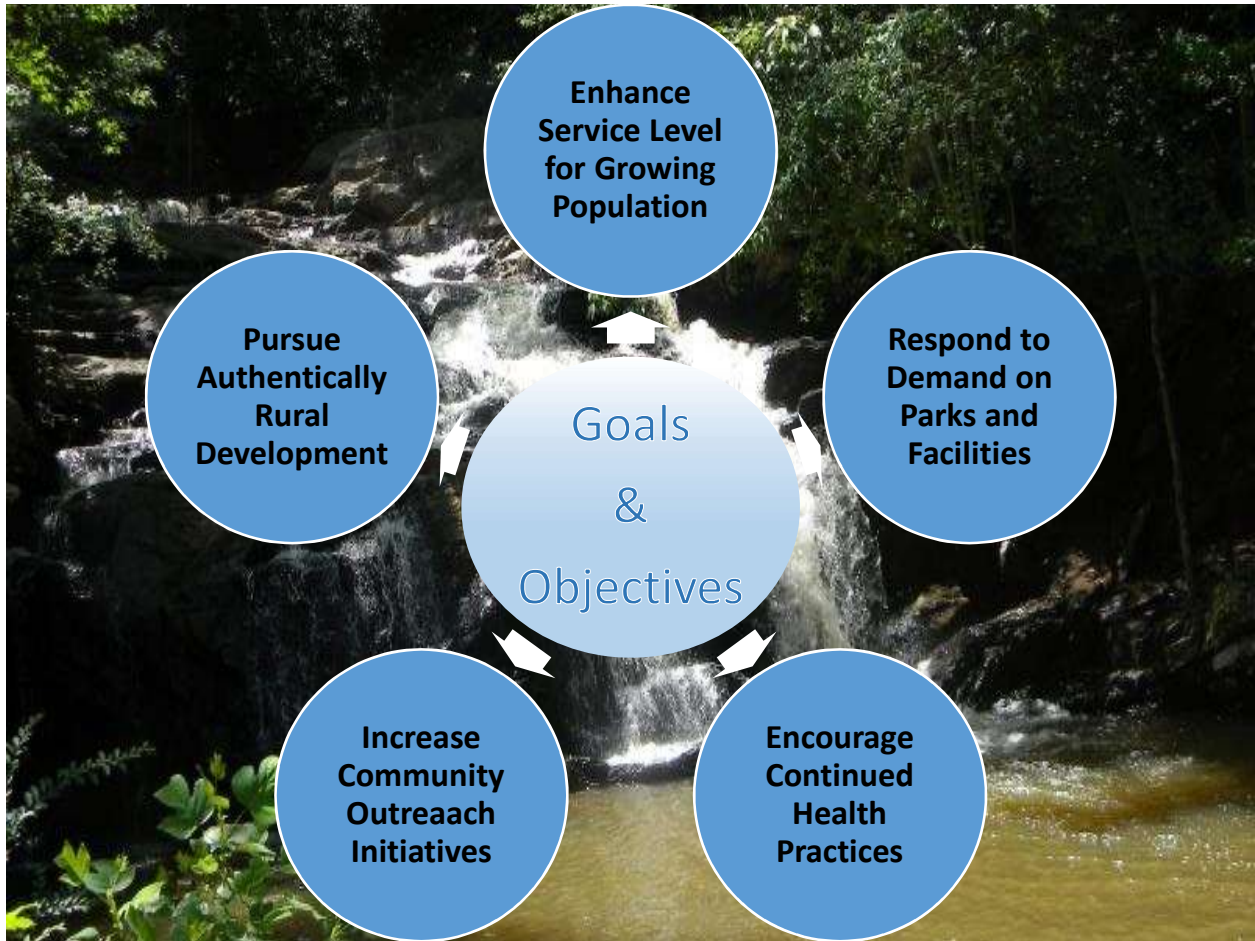 Enhance
Service Level
for Growing
Population
Pursue
Authentically
Rural
Development
Respond to
Demand on
Parks and
Facilities
Goals
&
Objectives
Increase
Community
Outreaach
Initiatives
Encourage
Continued
Health
Practices